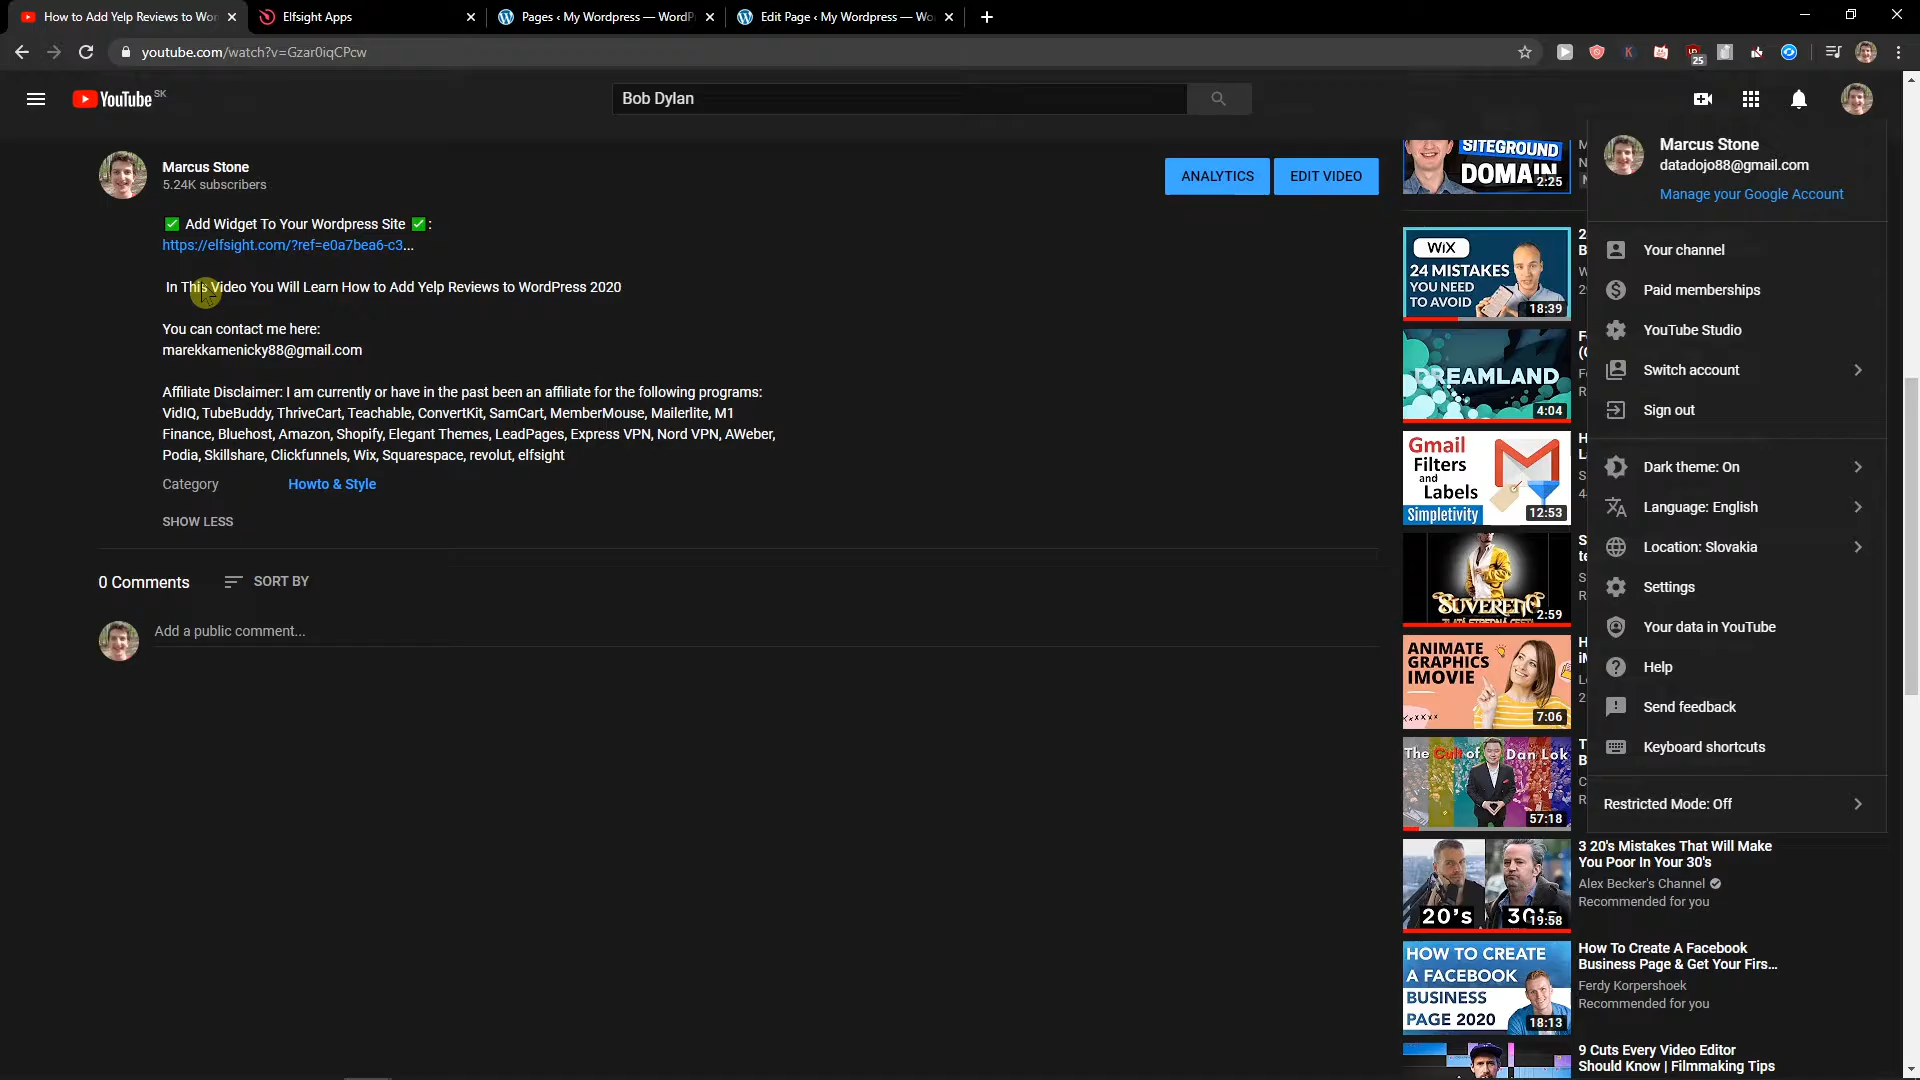 How to Add Yelp Reviews to Wor
Elfsight Apps
Pages ‹ My Wordpress — WordP
Edit Page ‹ My Wordpress — Wo
youtube.com/watch?v=Gzar0iqCPcw
25
YouTube SK
Bob Dylan
Marcus Stone
5.24K subscribers
ANALYTICS
EDIT VIDEO
✅ Add Widget To Your Wordpress Site ✅:
https://elfsight.com/?ref=e0a7bea6-c3...
In This Video You Will Learn How to Add Yelp Reviews to WordPress 2020
You can contact me here:
marekkamenicky88@gmail.com
Affiliate Disclaimer: I am currently or have in the past been an affiliate for the following programs:
VidIQ, TubeBuddy, ThriveCart, Teachable, ConvertKit, SamCart, MemberMouse, Mailerlite, M1
Finance, Bluehost, Amazon, Shopify, Elegant Themes, LeadPages, Express VPN, Nord VPN, AWeber,
Podia, Skillshare, Clickfunnels, Wix, Squarespace, revolut, elfsight
Category
Howto & Style
SHOW LESS
0 Comments
SORT BY
Add a public comment...
SITEGROUND
DOMAIN
2:25
WiX
24 MISTAKES
YOU NEED
TO AVOID
18:39
DREAMLAND
4:04
Gmail
Filters
and
Labels
Simpletivity
12:53
SUVERENO
ZLATÁ STREDNÁ CESTA
2:59
ANIMATE
GRAPHICS
IMOVIE
7:06
The Cult of Dan Lok
57:18
20's
30's
19:58
3 20's Mistakes That Will Make
You Poor In Your 30's
Alex Becker's Channel
Recommended for you
HOW TO CREATE
A FACEBOOK
BUSINESS
PAGE 2020
18:13
How To Create A Facebook
Business Page & Get Your Firs...
Ferdy Korpershoek
Recommended for you
9 Cuts Every Video Editor
Should Know | Filmmaking Tips
Marcus Stone
datadojo88@gmail.com
Manage your Google Account
Your channel
Paid memberships
YouTube Studio
Switch account
Sign out
Dark theme: On
Language: English
Location: Slovakia
Settings
Your data in YouTube
Help
Send feedback
Keyboard shortcuts
Restricted Mode: Off